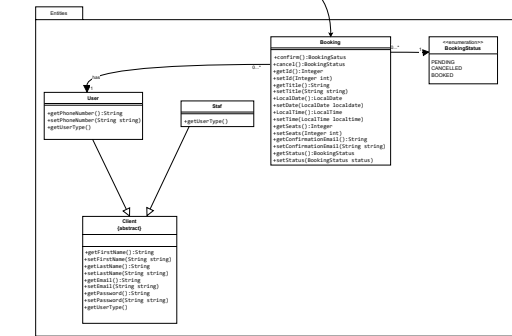 Entities
Booking
+confirm():BookingSatus
+cancel():BookingStatus
+getId():Integer
+setId(Integer int)
+getTitle():String
+setTitle(String string)
+LocalDate():LocalDate
+setDate(LocalDate localdate)
+LocalTime():LocalTime
+setTime(LocalTime localtime)
+getSeats():Integer
+setSeats(Integer int)
+getConfirmationEmail():String
+setConfirmationEmail(String string)
+getStatus():BookingStatus
+setStatus(BookingStatus status)
0...*
1
<<enumeration>>
BookingStatus
PENDING
CANCELLED
BOOKED
has
0...*
1
User
+getPhoneNumber():String
+setPhoneNumber(String string)
+getUserType()
Staf
+getUserType()
Client
{abstract}
+getFirstName():String
+setFirstName(String string)
+getLastName():String
+setLastName(String string)
+getEmail():String
+setEmail(String string)
+getPassword():String
+setPassword(String string)
+getUserType()